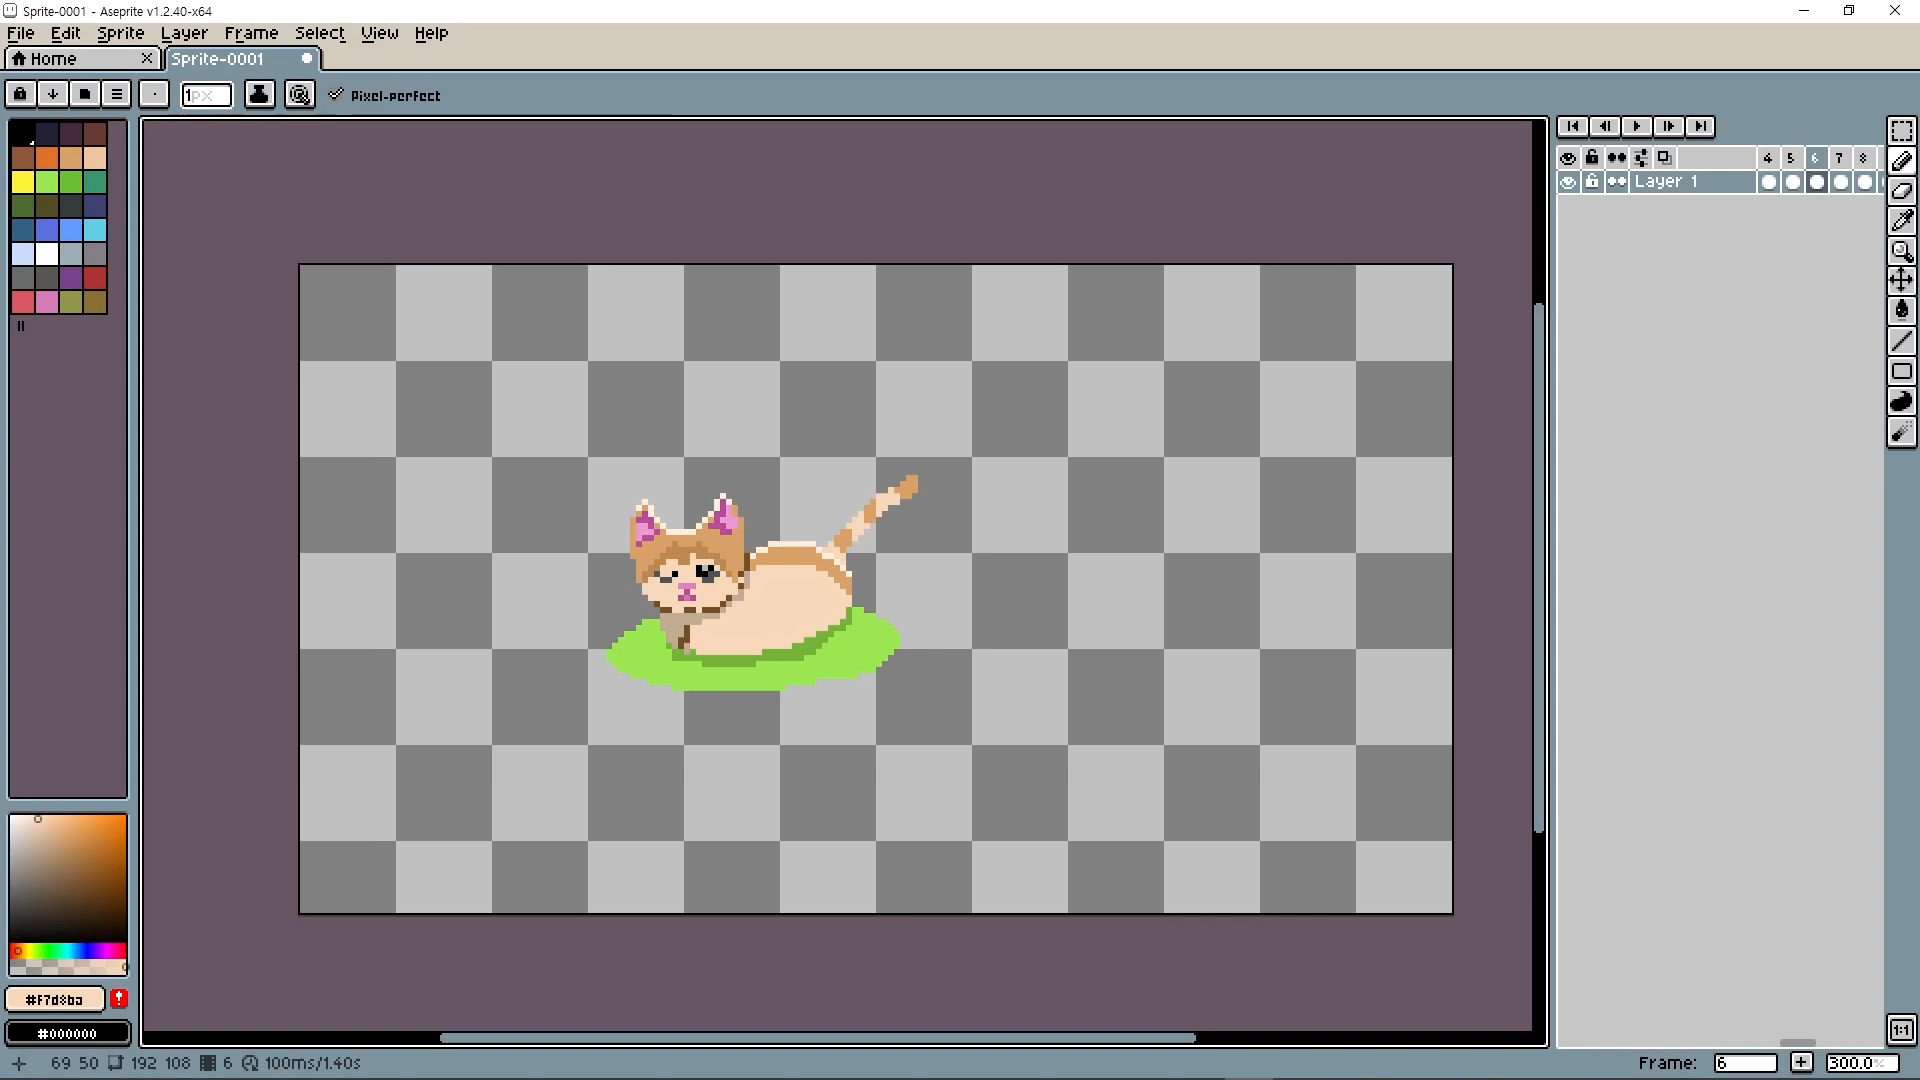 Sprite-0001 - Aseprite v1.2.40-x64
File Edit Sprite Layer Frame Select View Help
Home Sprite-0001
1px Pixel-perfect
4 5 6 7 8
Layer 1
#f7d8ba
#000000
1:1
69 50 192 108 6 100ms/1.40s
Frame: 6 + 300.0%